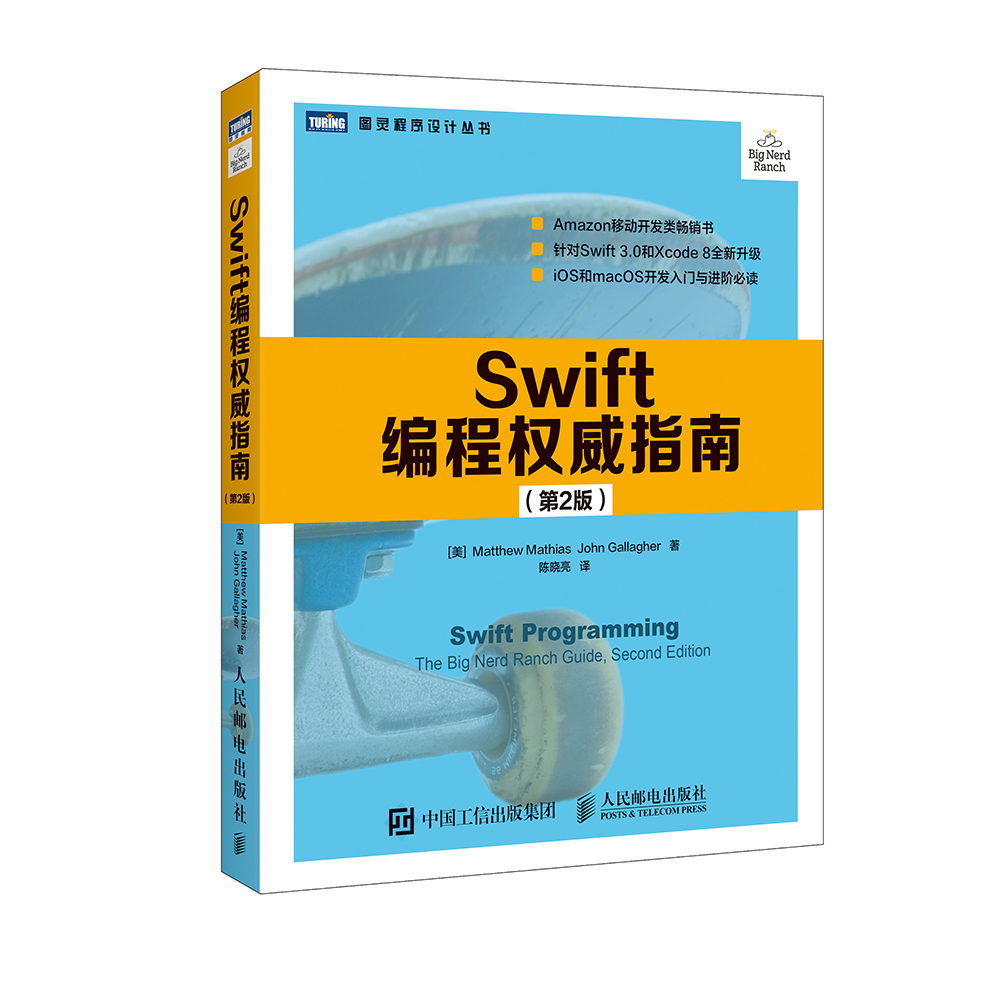 TURING
图灵程序设计丛书
Big Nerd
Ranch
Amazon移动开发类畅销书
针对Swift 3.0和Xcode 8全新升级
iOS和macOS开发入门与进阶必读
Swift
编程权威指南
(第2版)
[美] Matthew Mathias John Gallagher 著
陈晓亮 译
Swift Programming
The Big Nerd Ranch Guide, Second Edition
中国工信出版集团
人民邮电出版社
POSTS & TELECOM PRESS
TURING
Big Nerd
Ranch
Swift编程权威指南
(第2版)
[美] Matthew Mathias
John Gallagher 著
人民邮电出版社